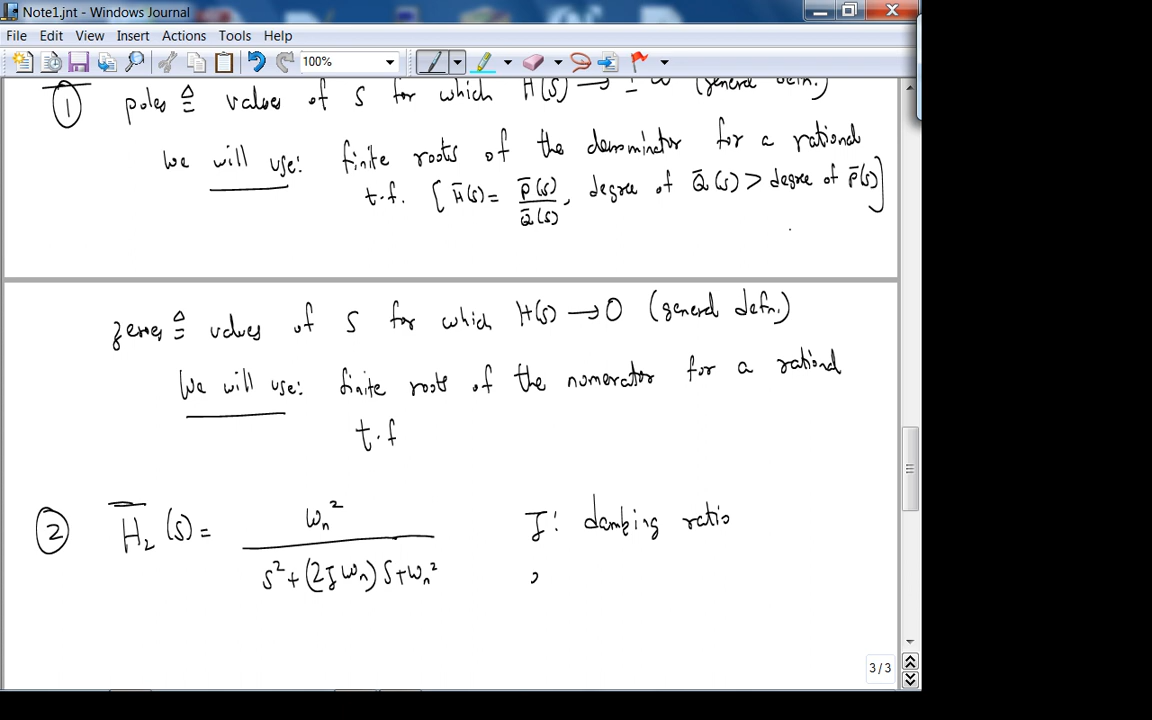 Note1.jnt - Windows Journal
File Edit View Insert Actions Tools Help
100%
① poles ≜ values of S for which H(S) → ± ∞ (general defn.)
We will use: finite roots of the denominator for a rational
t.f. [H̄(s) = P̄(s)/Q̄(s), degree of Q̄(s) > degree of P̄(s)]
zeroes ≜ values of S for which H(s) → 0 (general defn.)
We will use: finite roots of the numerator for a rational
t.f
② H̄₂(s) = ωn² / (s² + (2ζωn)s + ωn²)   ζ: damping ratio
3/3